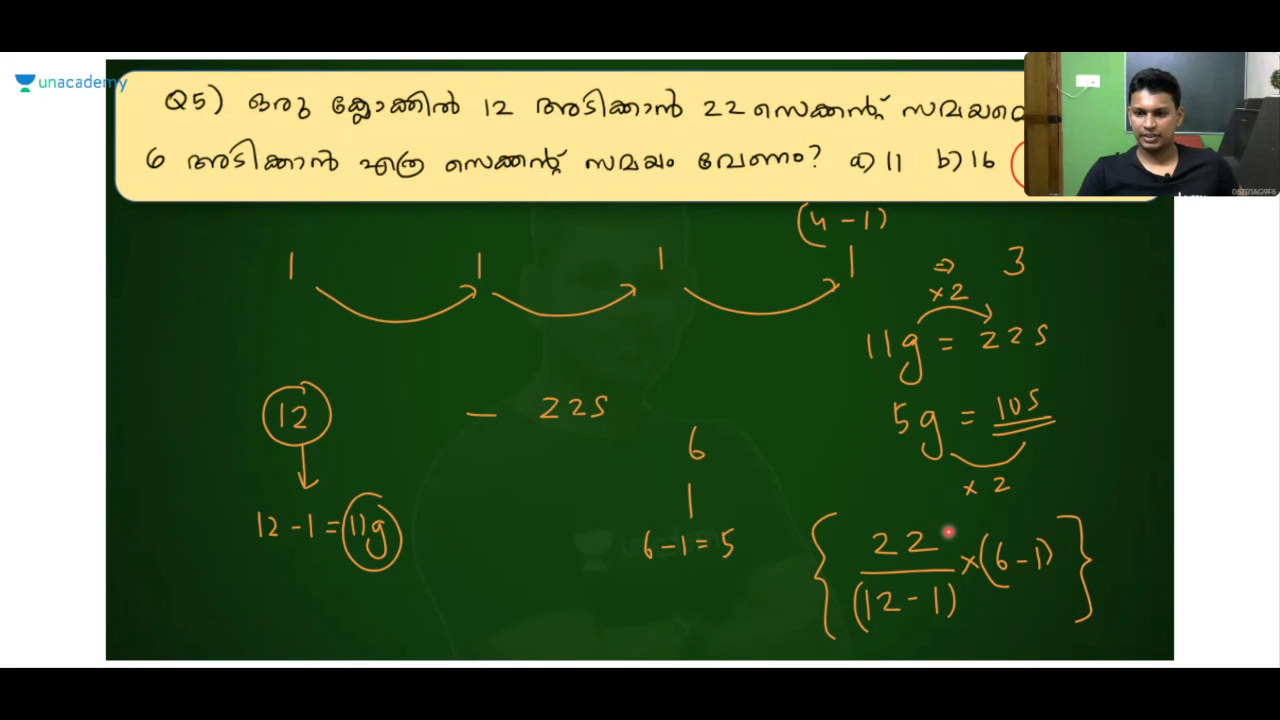 unacademy
Q5) ഒരു ക്ലോക്കിൽ 12 അടിക്കാൻ 22 സെക്കന്റ് സമയമെ
6 അടിക്കാൻ എത്ര സെക്കന്റ് സമയം വേണം? a) 11 b) 16
06Z31AG9F6
(4 - 1)
1 1 1 1 ⇒ 3
×2
11g = 22s
12 — 22s
5g = 10s
6
× 2
12 - 1 = 11g
6 - 1 = 5
{ 22 / (12 - 1) × (6 - 1) }